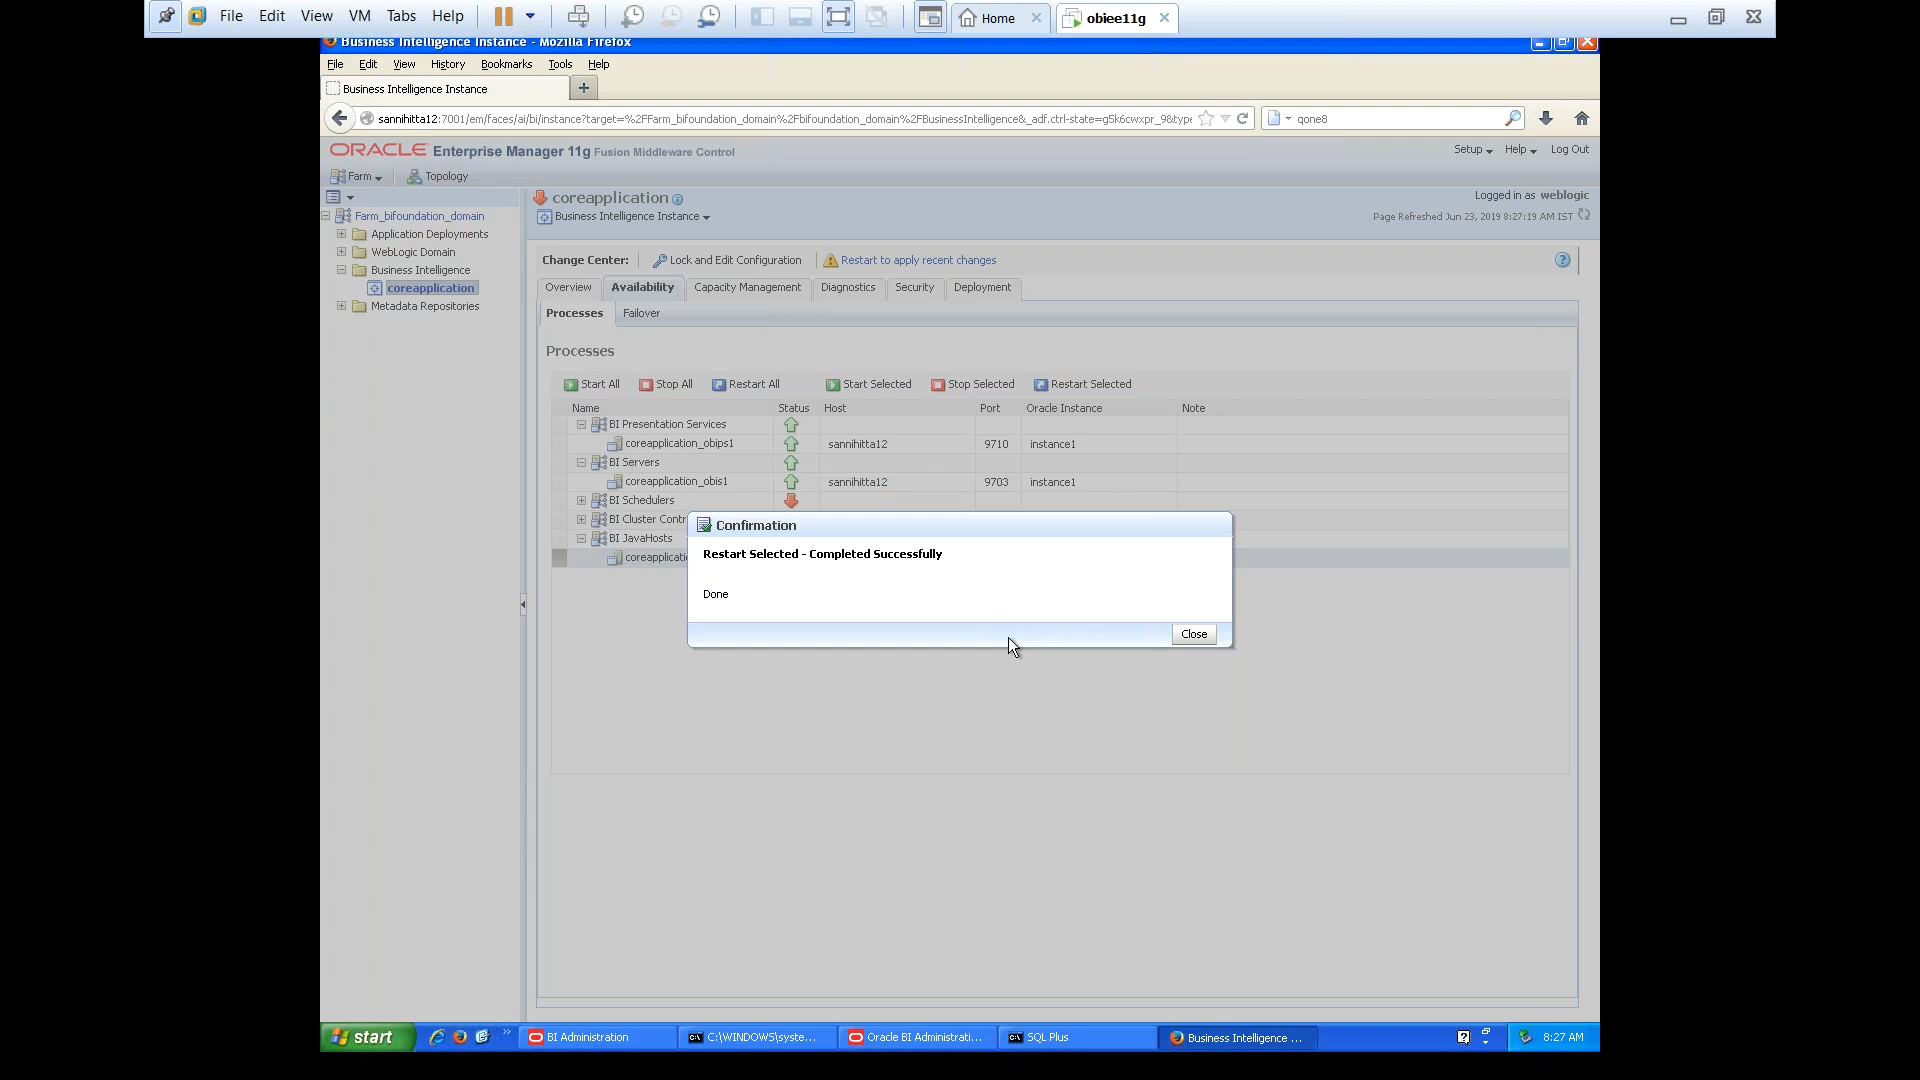 File Edit View VM Tabs Help Home obiee11g
Business Intelligence Instance - Mozilla Firefox
File Edit View History Bookmarks Tools Help
Business Intelligence Instance
sannihitta12:7001/em/faces/ai/bi/instance?target=%2FFarm_bifoundation_domain%2Fbifoundation_domain%2FBusinessIntelligence&_adf.ctrl-state=g5k6cwxpr_9&type qone8
ORACLE Enterprise Manager 11g Fusion Middleware Control Setup Help Log Out
Farm Topology
coreapplication Logged in as weblogic
Business Intelligence Instance Page Refreshed Jun 23, 2019 8:27:19 AM IST
Farm_bifoundation_domain
Application Deployments
WebLogic Domain
Business Intelligence
coreapplication
Metadata Repositories
Change Center: Lock and Edit Configuration Restart to apply recent changes
Overview Availability Capacity Management Diagnostics Security Deployment
Processes Failover
Processes
Start All Stop All Restart All Start Selected Stop Selected Restart Selected
Name Status Host Port Oracle Instance Note
BI Presentation Services
coreapplication_obips1 sannihitta12 9710 instance1
BI Servers
coreapplication_obis1 sannihitta12 9703 instance1
BI Schedulers
BI Cluster Contr
BI JavaHosts
coreapplicati
Confirmation
Restart Selected - Completed Successfully
Done
Close
start BI Administration C:\WINDOWS\syste... Oracle BI Administrati... SQL Plus Business Intelligence ... 8:27 AM